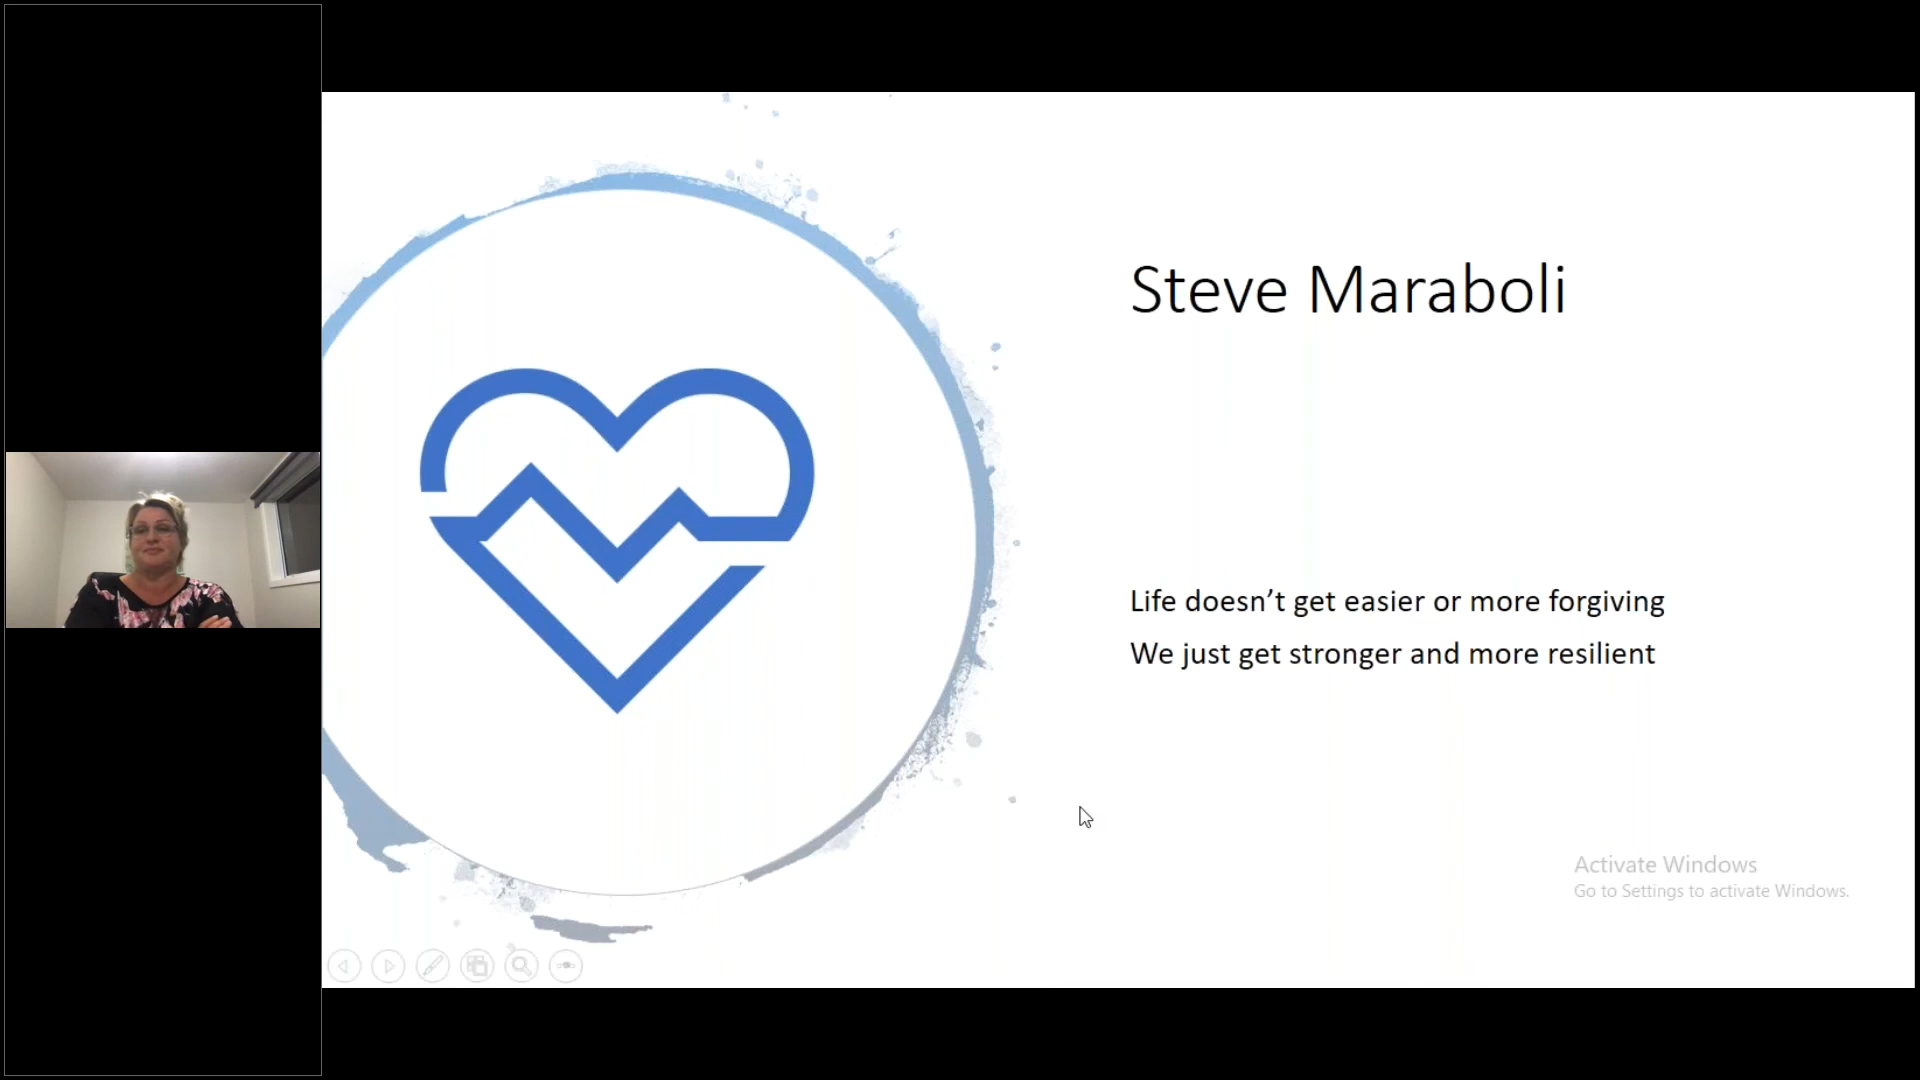 Steve Maraboli
Life doesn’t get easier or more forgiving
We just get stronger and more resilient
Activate Windows
Go to Settings to activate Windows.